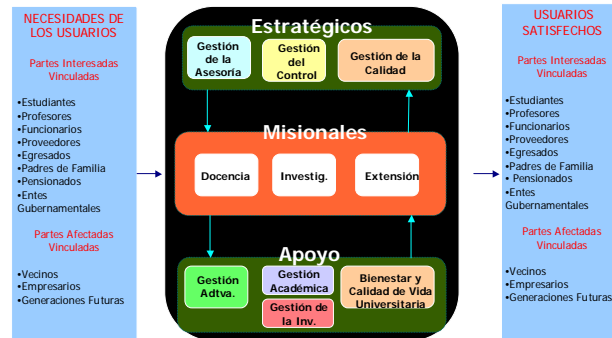 NECESIDADES DE
LOS USUARIOS
Partes Interesadas
Vinculadas
•Estudiantes
•Profesores
•Funcionarios
•Proveedores
•Egresados
•Padres de Familia
•Pensionados
•Entes
Gubernamentales
Partes Afectadas
Vinculadas
•Vecinos
•Empresarios
•Generaciones Futuras
Estratégicos
Gestión
de la
Asesoría
Gestión
del
Control
Gestión de la
Calidad
Misionales
Docencia
Investig.
Extensión
Apoyo
Gestión
Adtva.
Gestión
Académica
Gestión de
la Inv.
Bienestar y
Calidad de Vida
Universitaria
USUARIOS
SATISFECHOS
Partes Interesadas
Vinculadas
•Estudiantes
•Profesores
•Funcionarios
•Proveedores
•Egresados
•Padres de Familia
• Pensionados
•Entes
Gubernamentales
Partes Afectadas
Vinculadas
•Vecinos
•Empresarios
•Generaciones Futuras